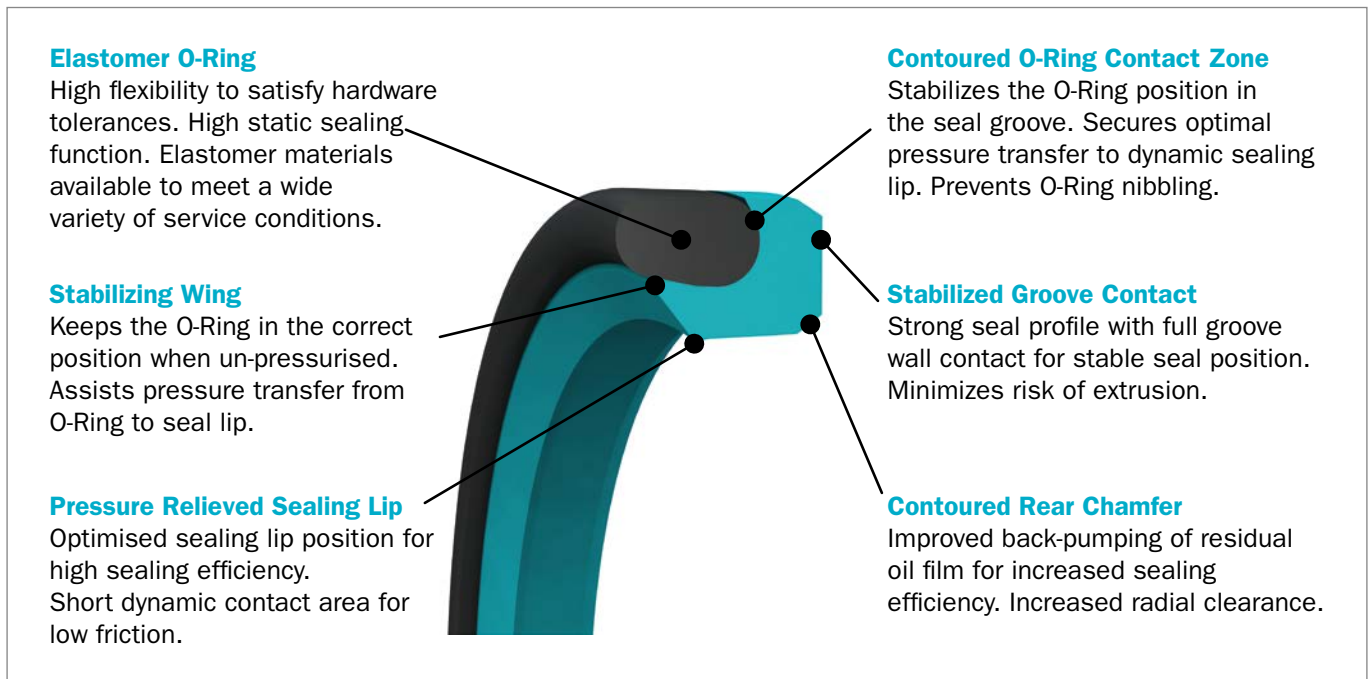 Elastomer O-Ring
High flexibility to satisfy hardware
tolerances. High static sealing
function. Elastomer materials
available to meet a wide
variety of service conditions.
Stabilizing Wing
Keeps the O-Ring in the correct
position when un-pressurised.
Assists pressure transfer from
O-Ring to seal lip.
Pressure Relieved Sealing Lip
Optimised sealing lip position for
high sealing efficiency.
Short dynamic contact area for
low friction.
Contoured O-Ring Contact Zone
Stabilizes the O-Ring position in
the seal groove. Secures optimal
pressure transfer to dynamic sealing
lip. Prevents O-Ring nibbling.
Stabilized Groove Contact
Strong seal profile with full groove
wall contact for stable seal position.
Minimizes risk of extrusion.
Contoured Rear Chamfer
Improved back-pumping of residual
oil film for increased sealing
efficiency. Increased radial clearance.